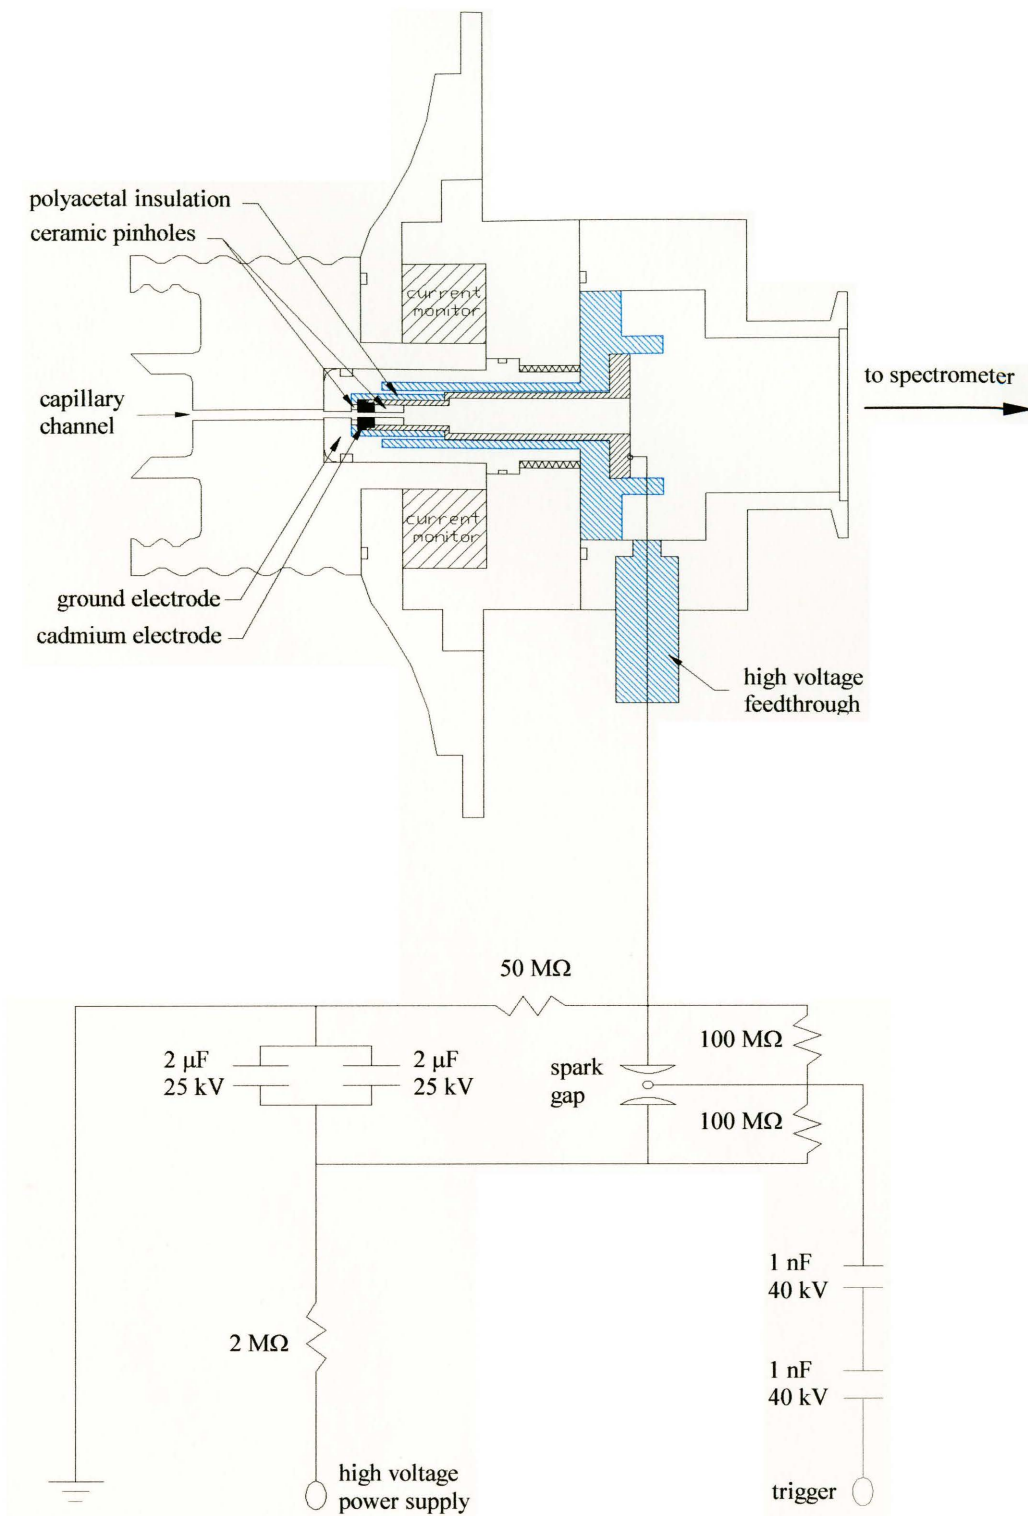 polyacetal insulation
ceramic pinholes
current
monitor
capillary
channel
to spectrometer
current
monitor
ground electrode
cadmium electrode
high voltage
feedthrough
50 MΩ
2 μF
25 kV
2 μF
25 kV
spark
gap
100 MΩ
100 MΩ
1 nF
40 kV
2 MΩ
1 nF
40 kV
high voltage
power supply
trigger